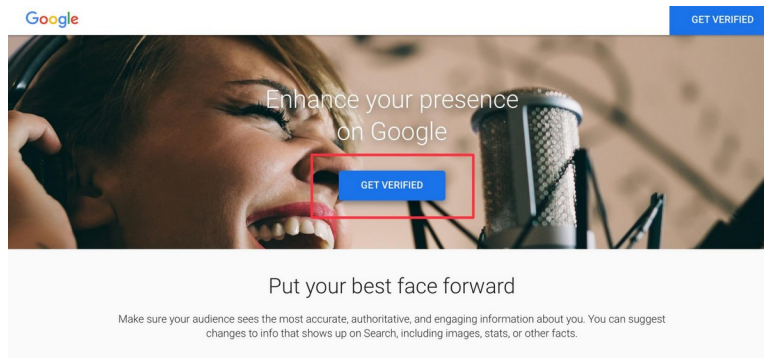 Google
GET VERIFIED
Enhance your presence
on Google
GET VERIFIED
Put your best face forward
Make sure your audience sees the most accurate, authoritative, and engaging information about you. You can suggest
changes to info that shows up on Search, including images, stats, or other facts.